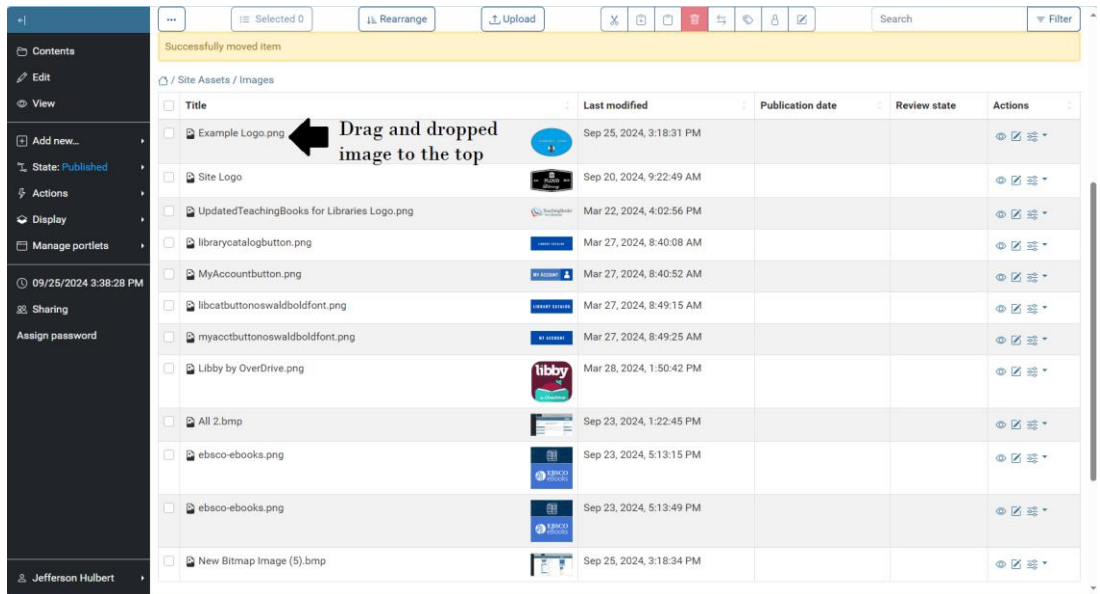 ... Selected 0 Rearrange Upload Search Filter
Successfully moved item
Contents
/ Site Assets / Images
Edit
View
Title Last modified Publication date Review state Actions
Add new...
State: Published
Actions
Display
Manage portlets
09/25/2024 3:38:28 PM
Sharing
Assign password
Jefferson Hulbert
Example Logo.png Sep 25, 2024, 3:18:31 PM
Drag and dropped
image to the top
Site Logo FLOYD Sep 20, 2024, 9:22:49 AM
UpdatedTeachingBooks for Libraries Logo.png TeachingBooks Mar 22, 2024, 4:02:56 PM
librarycatalogbutton.png LIBRARY CATALOG Mar 27, 2024, 8:40:08 AM
MyAccountbutton.png MY ACCOUNT Mar 27, 2024, 8:40:52 AM
libcatbuttonoswaldboldfont.png LIBRARY CATALOG Mar 27, 2024, 8:49:15 AM
myacctbuttonoswaldboldfont.png MY ACCOUNT Mar 27, 2024, 8:49:25 AM
Libby by OverDrive.png libby Mar 28, 2024, 1:50:42 PM
All 2.bmp Sep 23, 2024, 1:22:45 PM
ebsco-ebooks.png Sep 23, 2024, 5:13:15 PM
EBSCO
eBooks
ebsco-ebooks.png Sep 23, 2024, 5:13:49 PM
EBSCO
eBooks
New Bitmap Image (5).bmp Sep 25, 2024, 3:18:34 PM